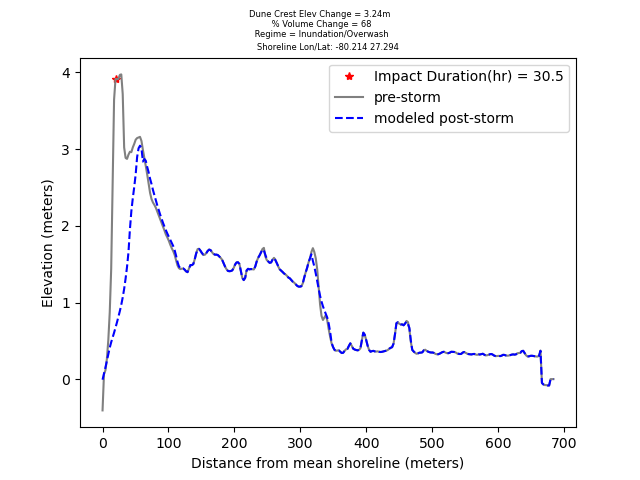 Dune Crest Elev Change = 3.24m
% Volume Change = 68
Regime = Inundation/Overwash
Shoreline Lon/Lat: -80.214 27.294
Impact Duration(hr) = 30.5
pre-storm
modeled post-storm
4
3
2
1
0
Elevation (meters)
0 100 200 300 400 500 600 700
Distance from mean shoreline (meters)